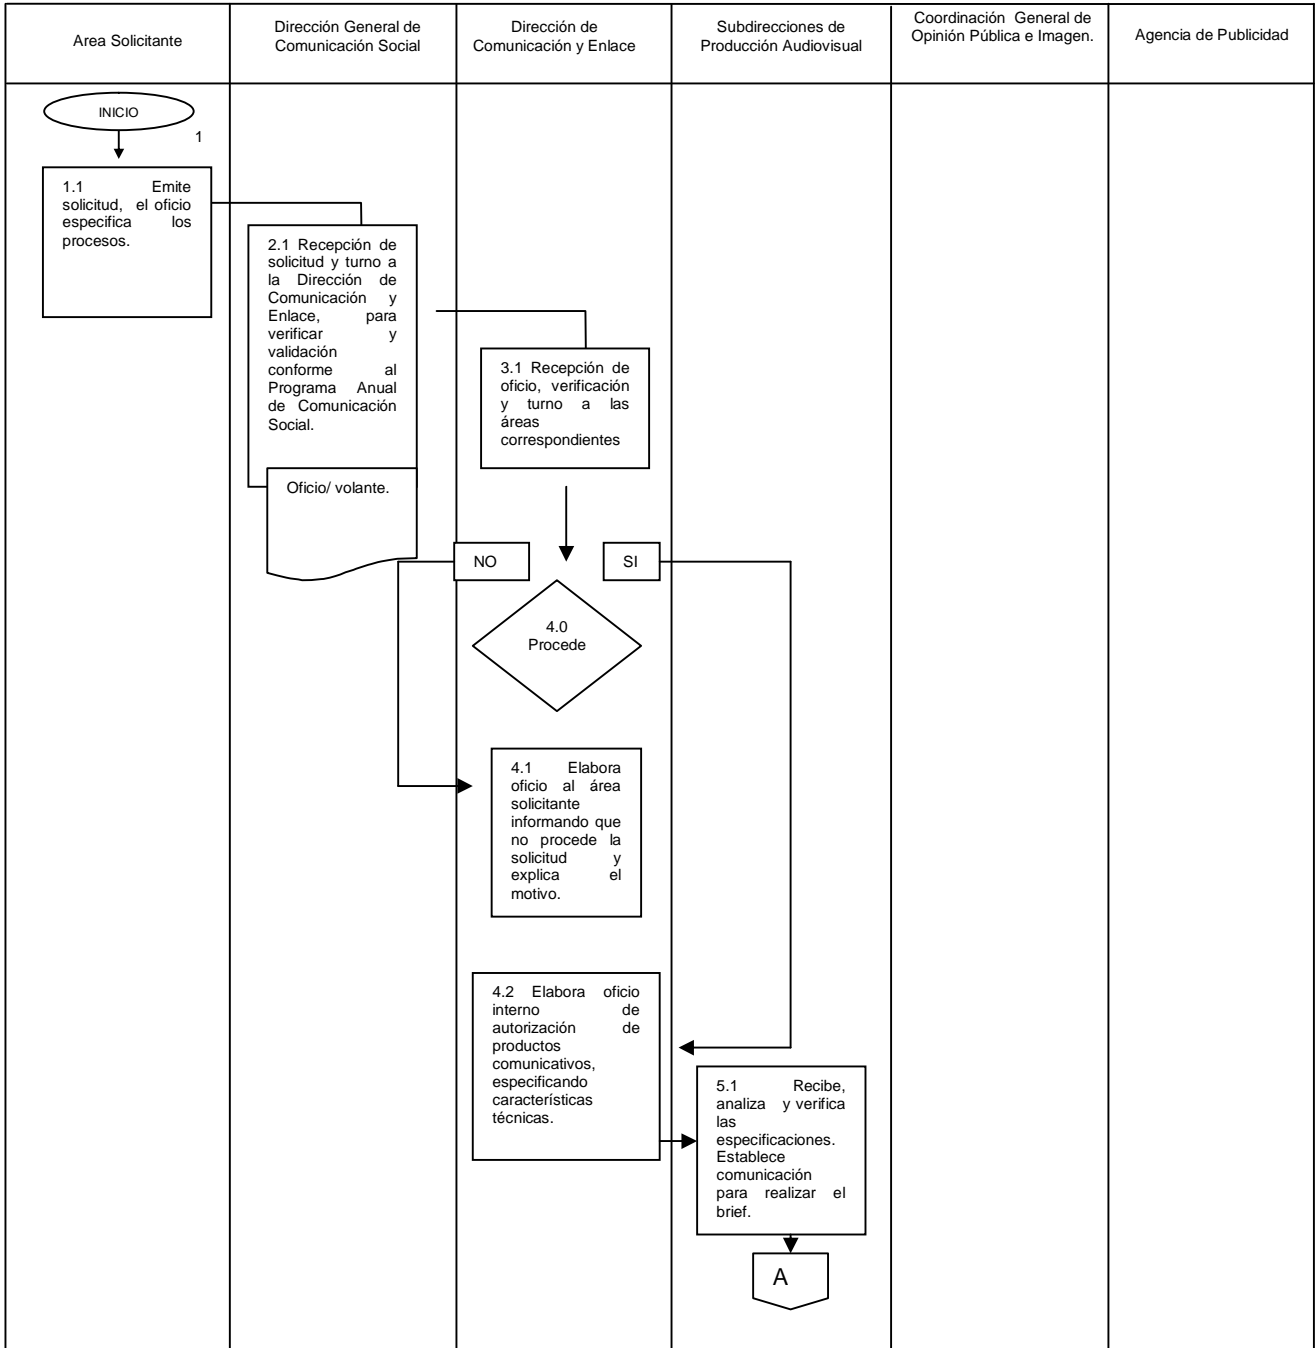 Area Solicitante
Dirección General de
Comunicación Social
Dirección de
Comunicación y Enlace
Subdirecciones de
Producción Audiovisual
Coordinación General de
Opinión Pública e Imagen.
Agencia de Publicidad
INICIO
1
1.1 Emite
solicitud, el oficio
especifica los
procesos.
2.1 Recepción de
solicitud y turno a
la Dirección de
Comunicación y
Enlace, para
verificar y
validación
conforme al
Programa Anual
de Comunicación
Social.
Oficio/ volante.
3.1 Recepción de
oficio, verificación
y turno a las
áreas
correspondientes
NO
SI
4.0
Procede
4.1 Elabora
oficio al área
solicitante
informando que
no procede la
solicitud y
explica el
motivo.
4.2 Elabora oficio
interno de
autorización de
productos
comunicativos,
especificando
características
técnicas.
5.1 Recibe,
analiza y verifica
las
especificaciones.
Establece
comunicación
para realizar el
brief.
A